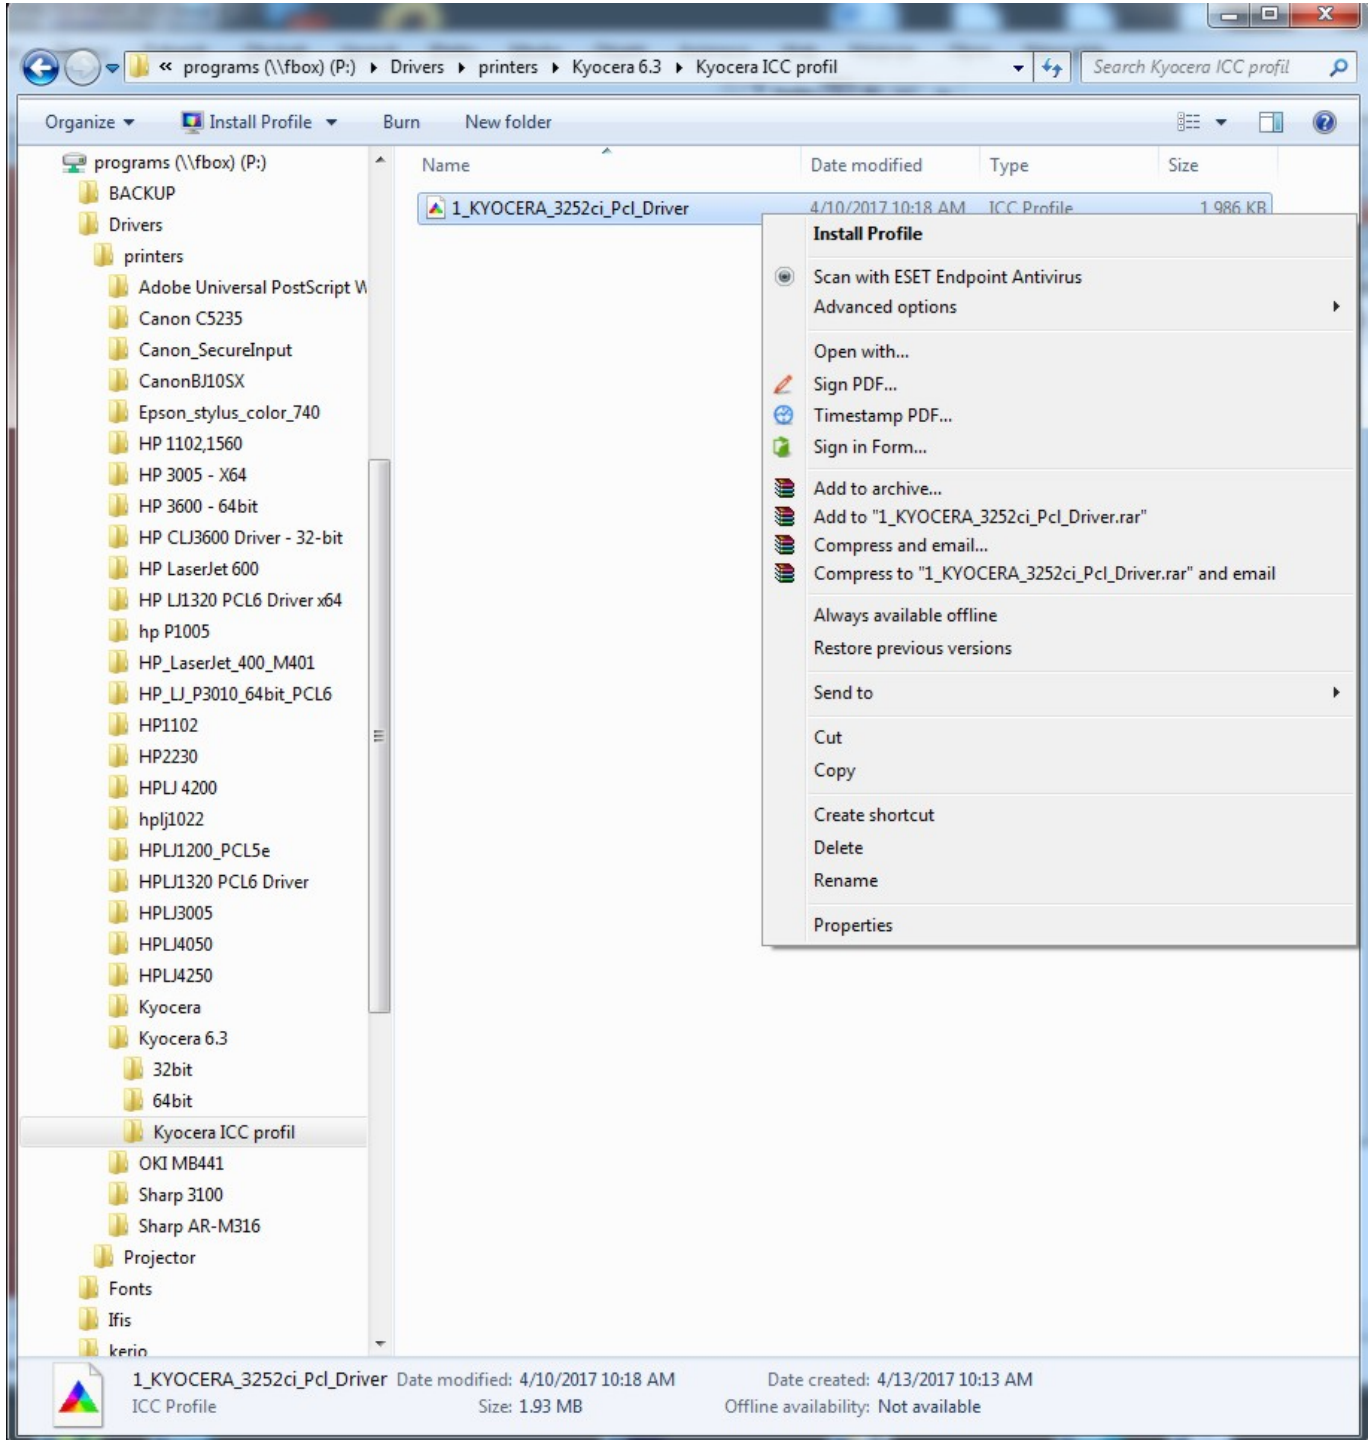 « programs (\\fbox) (P:) ▸ Drivers ▸ printers ▸ Kyocera 6.3 ▸ Kyocera ICC profil
Search Kyocera ICC profil
Organize Install Profile Burn New folder
programs (\\fbox) (P:)
BACKUP
Drivers
printers
Adobe Universal PostScript W
Canon C5235
Canon_SecureInput
CanonBJ10SX
Epson_stylus_color_740
HP 1102,1560
HP 3005 - X64
HP 3600 - 64bit
HP CLJ3600 Driver - 32-bit
HP LaserJet 600
HP LJ1320 PCL6 Driver x64
hp P1005
HP_LaserJet_400_M401
HP_LJ_P3010_64bit_PCL6
HP1102
HP2230
HPLJ 4200
hplj1022
HPLJ1200_PCL5e
HPLJ1320 PCL6 Driver
HPLJ3005
HPLJ4050
HPLJ4250
Kyocera
Kyocera 6.3
32bit
64bit
Kyocera ICC profil
OKI MB441
Sharp 3100
Sharp AR-M316
Projector
Fonts
Ifis
kerio
Name Date modified Type Size
1_KYOCERA_3252ci_Pcl_Driver 4/10/2017 10:18 AM ICC Profile 1 986 KB
Install Profile
Scan with ESET Endpoint Antivirus
Advanced options
Open with...
Sign PDF...
Timestamp PDF...
Sign in Form...
Add to archive...
Add to "1_KYOCERA_3252ci_Pcl_Driver.rar"
Compress and email...
Compress to "1_KYOCERA_3252ci_Pcl_Driver.rar" and email
Always available offline
Restore previous versions
Send to
Cut
Copy
Create shortcut
Delete
Rename
Properties
1_KYOCERA_3252ci_Pcl_Driver Date modified: 4/10/2017 10:18 AM Date created: 4/13/2017 10:13 AM
ICC Profile Size: 1.93 MB Offline availability: Not available